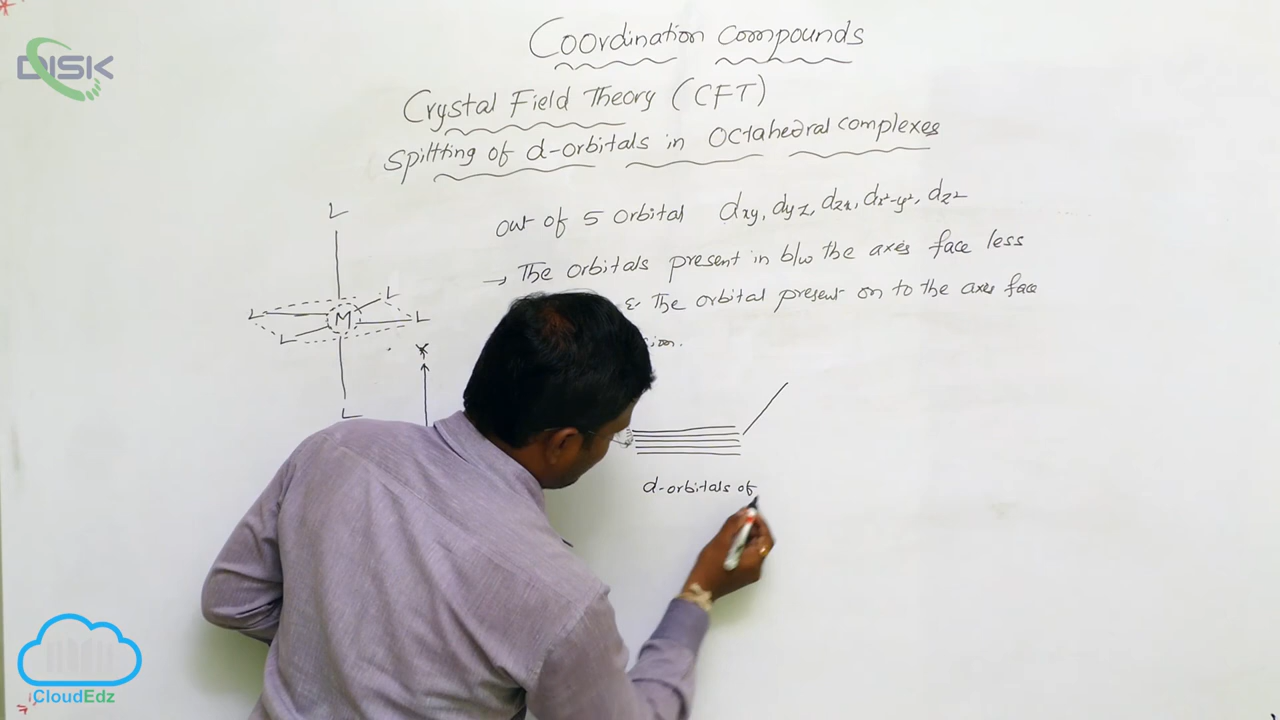 DISK
Coordination Compounds
Crystal Field Theory (CFT)
Spiltting of d-orbitals in Octahedral complexes
out of 5 orbital dxy, dyz, dzx, dx²-y², dz²
→ The orbitals present in b/w the axes face less
& The orbital present on to the axes face
sion.
L
L
L
M
L
L
L
d-orbitals of
iCloudEdz